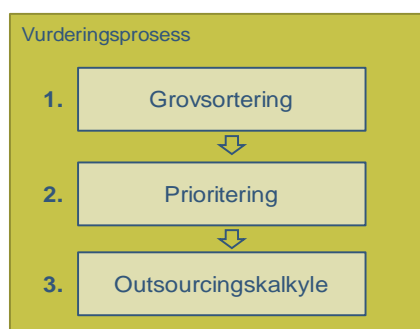 Vurderingsprosess
1. Grovsortering
2. Prioritering
3. Outsourcingskalkyle